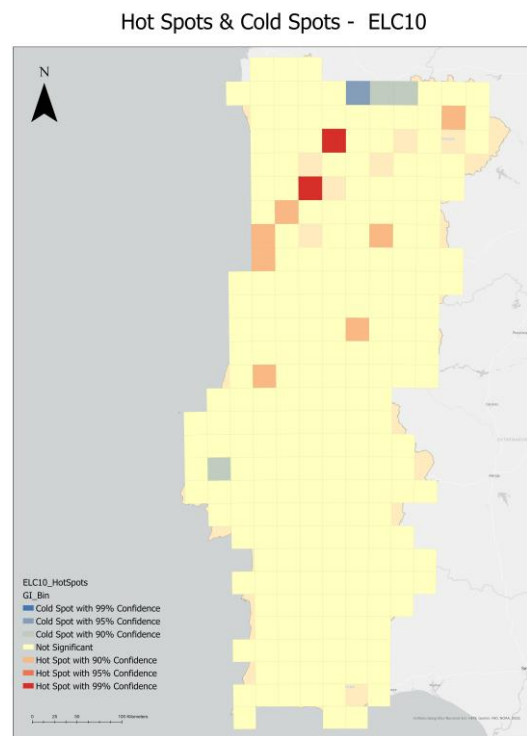 Hot Spots & Cold Spots - ELC10
N
ELC10_HotSpots
GI_Bin
Cold Spot with 99% Confidence
Cold Spot with 95% Confidence
Cold Spot with 90% Confidence
Not Significant
Hot Spot with 90% Confidence
Hot Spot with 95% Confidence
Hot Spot with 99% Confidence
0 25 50 100 Kilometers